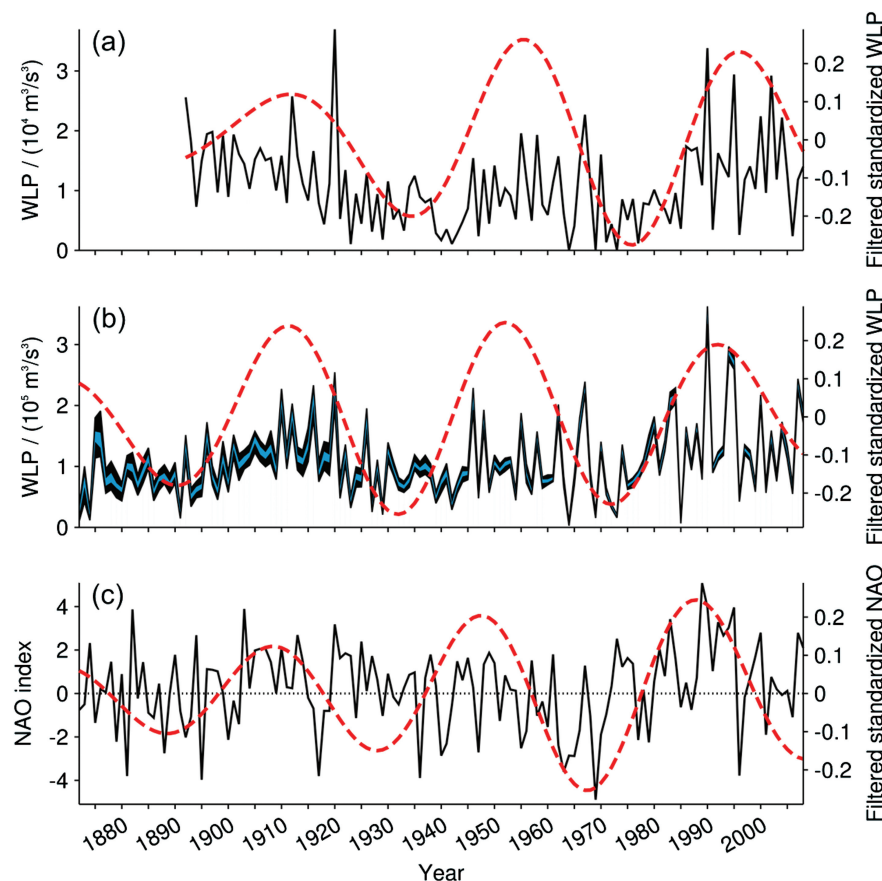 (a)
WLP / (10⁴ m³/s³)
3
2
1
0
0.2
0.1
0
-0.1
-0.2
Filtered standardized WLP
(b)
WLP / (10⁵ m³/s³)
3
2
1
0
0.2
0.1
0
-0.1
-0.2
Filtered standardized WLP
(c)
NAO index
4
2
0
-2
-4
0.2
0.1
0
-0.1
-0.2
Filtered standardized NAO
1880 1890 1900 1910 1920 1930 1940 1950 1960 1970 1980 1990 2000
Year